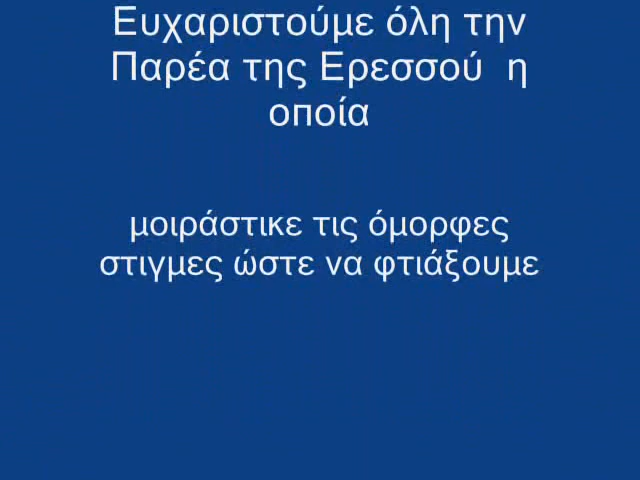 Ευχαριστούμε όλη την
Παρέα της Ερεσσού  η
οποία
μοιράστικε τις όμορφες
στιγμες ώστε να φτιάξουμε